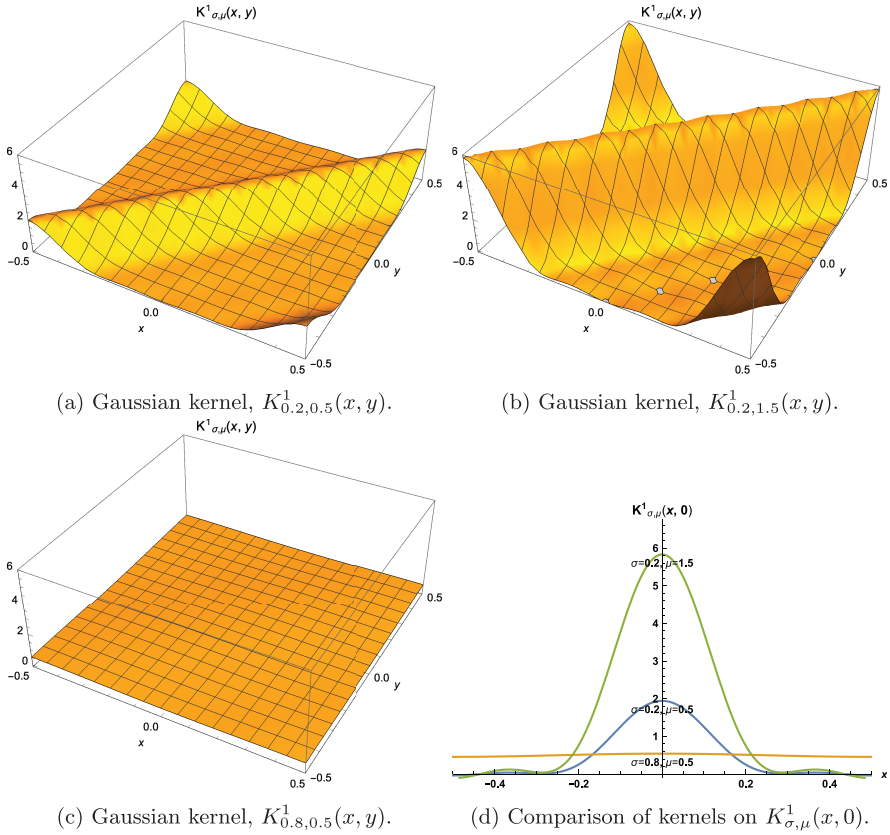 K¹σ,μ(x, y)
6
4
2
0
-0.5
0.0
x
0.5
-0.5
0.0
y
0.5
K¹σ,μ(x, y)
6
4
2
0
-0.5
0.0
x
0.5
-0.5
0.0
y
0.5
(a) Gaussian kernel, K¹0.2,0.5(x, y).
(b) Gaussian kernel, K¹0.2,1.5(x, y).
K¹σ,μ(x, y)
6
4
2
0
-0.5
0.0
x
0.5
-0.5
0.0
y
0.5
K¹σ,μ(x, 0)
6
σ=0.2, μ=1.5
5
4
3
2
σ=0.2, μ=0.5
1
σ=0.8, μ=0.5
-0.4
-0.2
0.2
0.4
x
(c) Gaussian kernel, K¹0.8,0.5(x, y).
(d) Comparison of kernels on K¹σ,μ(x, 0).